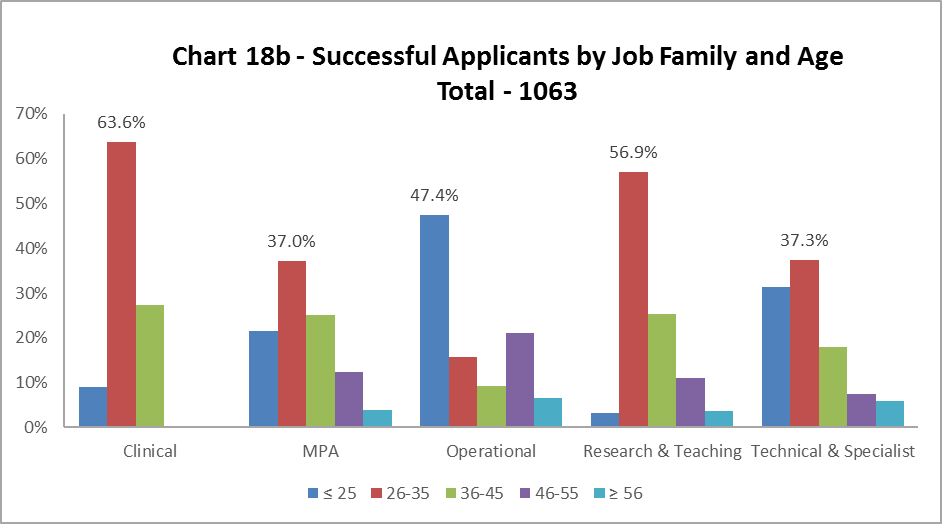 Chart 18b - Successful Applicants by Job Family and Age
Total - 1063
70%
60%
50%
40%
30%
20%
10%
0%
63.6%
37.0%
47.4%
56.9%
37.3%
Clinical
MPA
Operational
Research & Teaching
Technical & Specialist
≤ 25
26-35
36-45
46-55
≥ 56